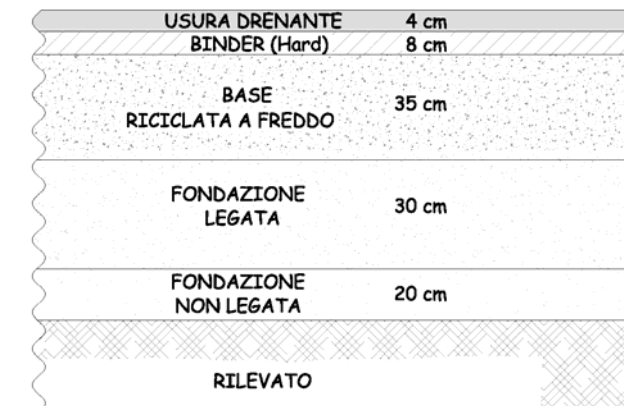 USURA DRENANTE 4 cm
BINDER (Hard) 8 cm
BASE
RICICLATA A FREDDO 35 cm
FONDAZIONE
LEGATA 30 cm
FONDAZIONE
NON LEGATA 20 cm
RILEVATO